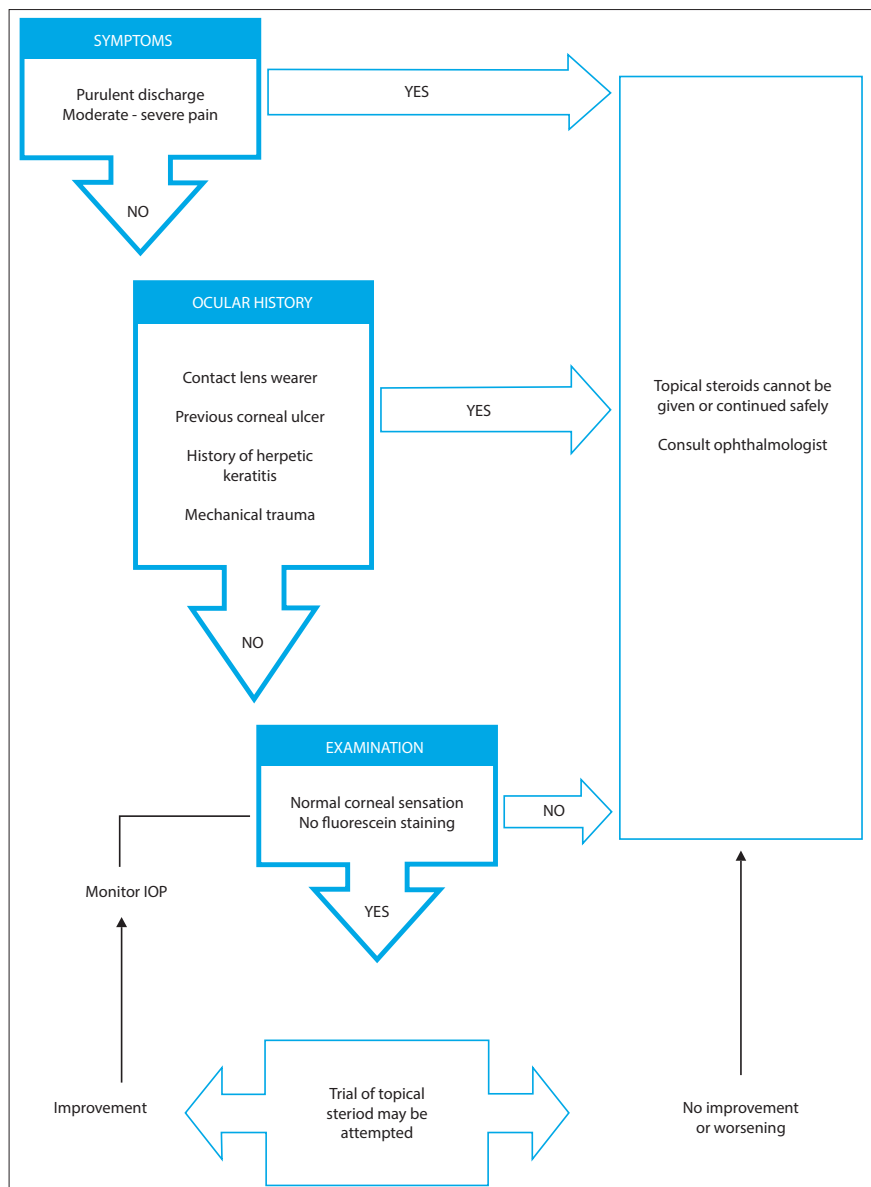 SYMPTOMS
Purulent discharge
Moderate - severe pain
YES
NO
OCULAR HISTORY
Contact lens wearer
Previous corneal ulcer
History of herpetic
keratitis
Mechanical trauma
YES
Topical steroids cannot be
given or continued safely
Consult ophthalmologist
NO
EXAMINATION
Normal corneal sensation
No fluorescein staining
NO
Monitor IOP
YES
Improvement
Trial of topical
steriod may be
attempted
No improvement
or worsening